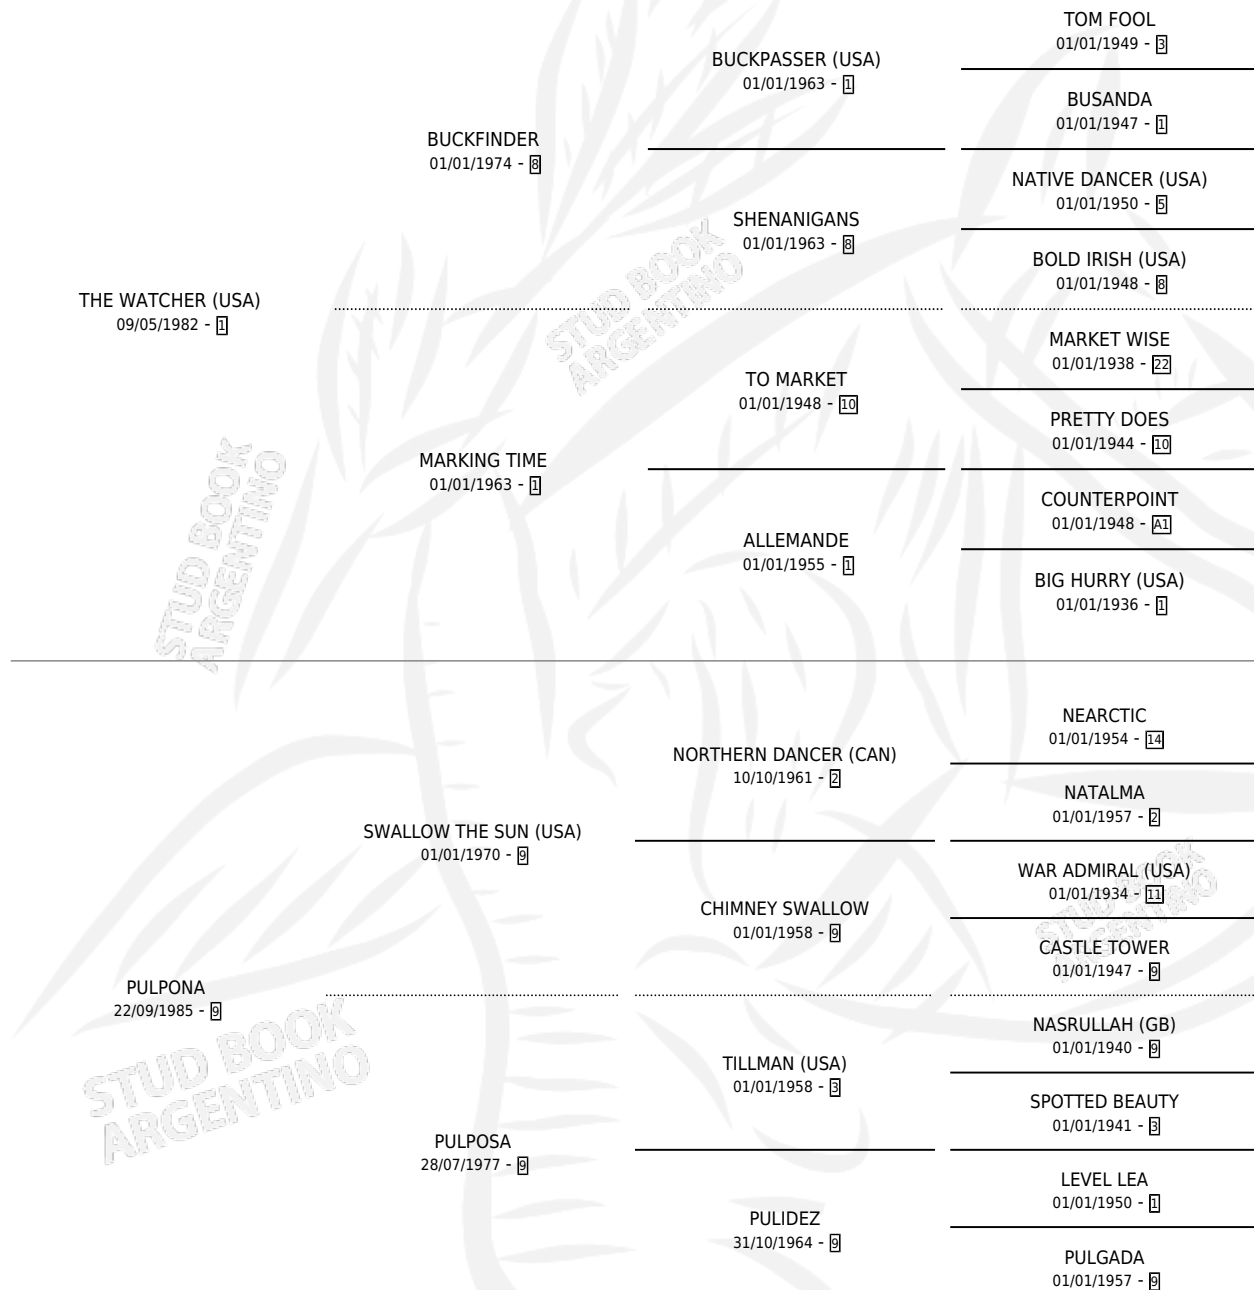 TOM FOOL
01/01/1949 - 3
BUCKPASSER (USA)
01/01/1963 - 1
BUSANDA
01/01/1947 - 1
BUCKFINDER
01/01/1974 - 8
NATIVE DANCER (USA)
01/01/1950 - 5
SHENANIGANS
01/01/1963 - 8
BOLD IRISH (USA)
01/01/1948 - 8
THE WATCHER (USA)
09/05/1982 - 1
MARKET WISE
01/01/1938 - 22
TO MARKET
01/01/1948 - 10
PRETTY DOES
01/01/1944 - 10
MARKING TIME
01/01/1963 - 1
COUNTERPOINT
01/01/1948 - A1
ALLEMANDE
01/01/1955 - 1
BIG HURRY (USA)
01/01/1936 - 1
STUD BOOK
ARGENTINO
STUD BOOK
ARGENTINO
NEARCTIC
01/01/1954 - 14
NORTHERN DANCER (CAN)
10/10/1961 - 2
NATALMA
01/01/1957 - 2
SWALLOW THE SUN (USA)
01/01/1970 - 9
WAR ADMIRAL (USA)
01/01/1934 - 11
CHIMNEY SWALLOW
01/01/1958 - 9
CASTLE TOWER
01/01/1947 - 9
STUD BOOK
ARGENTINO
PULPONA
22/09/1985 - 9
NASRULLAH (GB)
01/01/1940 - 9
TILLMAN (USA)
01/01/1958 - 3
SPOTTED BEAUTY
01/01/1941 - 3
PULPOSA
28/07/1977 - 9
LEVEL LEA
01/01/1950 - 1
PULIDEZ
31/10/1964 - 9
PULGADA
01/01/1957 - 9
STUD BOOK
ARGENTINO